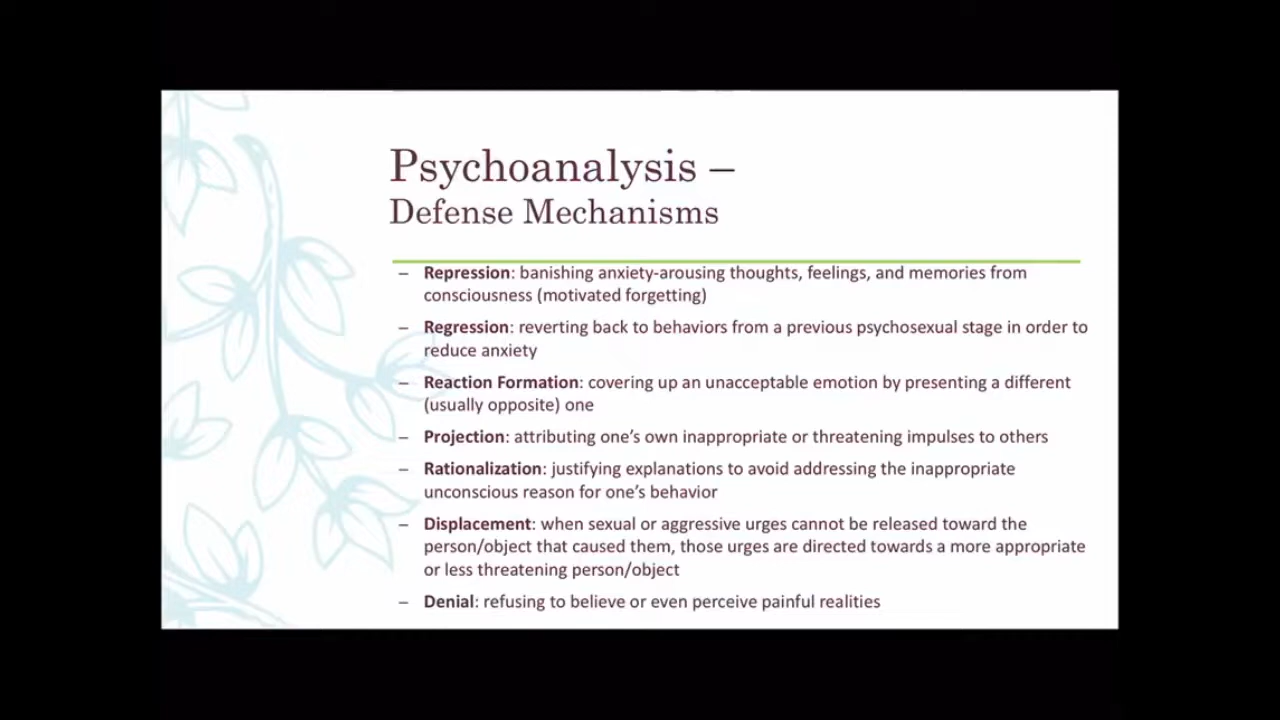 Psychoanalysis –
Defense Mechanisms
– Repression: banishing anxiety-arousing thoughts, feelings, and memories from
consciousness (motivated forgetting)
– Regression: reverting back to behaviors from a previous psychosexual stage in order to
reduce anxiety
– Reaction Formation: covering up an unacceptable emotion by presenting a different
(usually opposite) one
– Projection: attributing one’s own inappropriate or threatening impulses to others
– Rationalization: justifying explanations to avoid addressing the inappropriate
unconscious reason for one’s behavior
– Displacement: when sexual or aggressive urges cannot be released toward the
person/object that caused them, those urges are directed towards a more appropriate
or less threatening person/object
– Denial: refusing to believe or even perceive painful realities